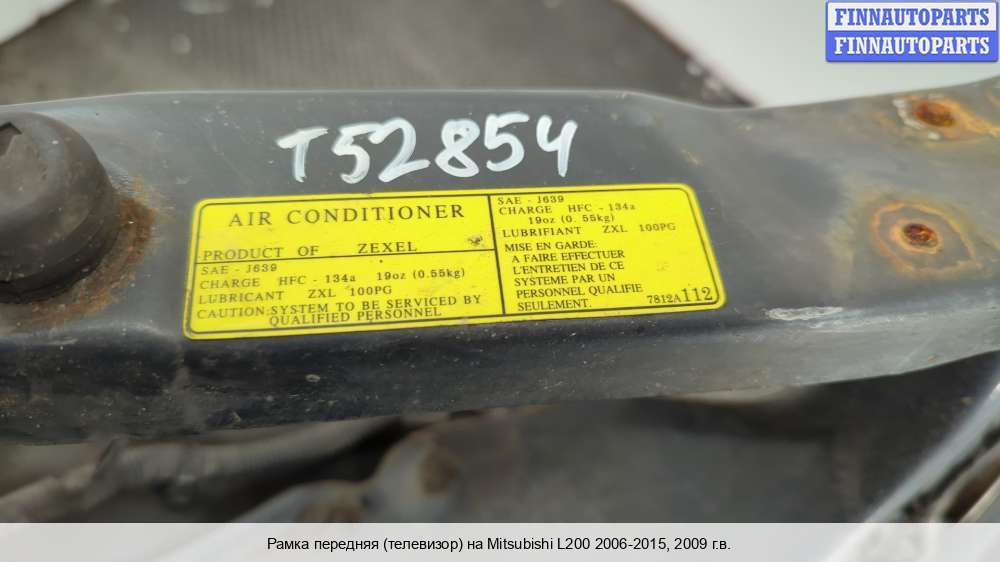 FINNAUTOPARTS
FINNAUTOPARTS
T52854
AIR CONDITIONER
PRODUCT OF ZEXEL
SAE - J639
CHARGE HFC - 134a 19oz (0.55kg)
LUBRICANT ZXL 100PG
CAUTION:SYSTEM TO BE SERVICED BY
QUALIFIED PERSONNEL
SAE - J639
CHARGE HFC - 134a
19oz (0.55kg)
LUBRIFIANT ZXL 100PG
MISE EN GARDE:
A FAIRE EFFECTUER
L'ENTRETIEN DE CE
SYSTEME PAR UN
PERSONNEL QUALIFIE
SEULEMENT.
7812A112
Рамка передняя (телевизор) на Mitsubishi L200 2006-2015, 2009 г.в.